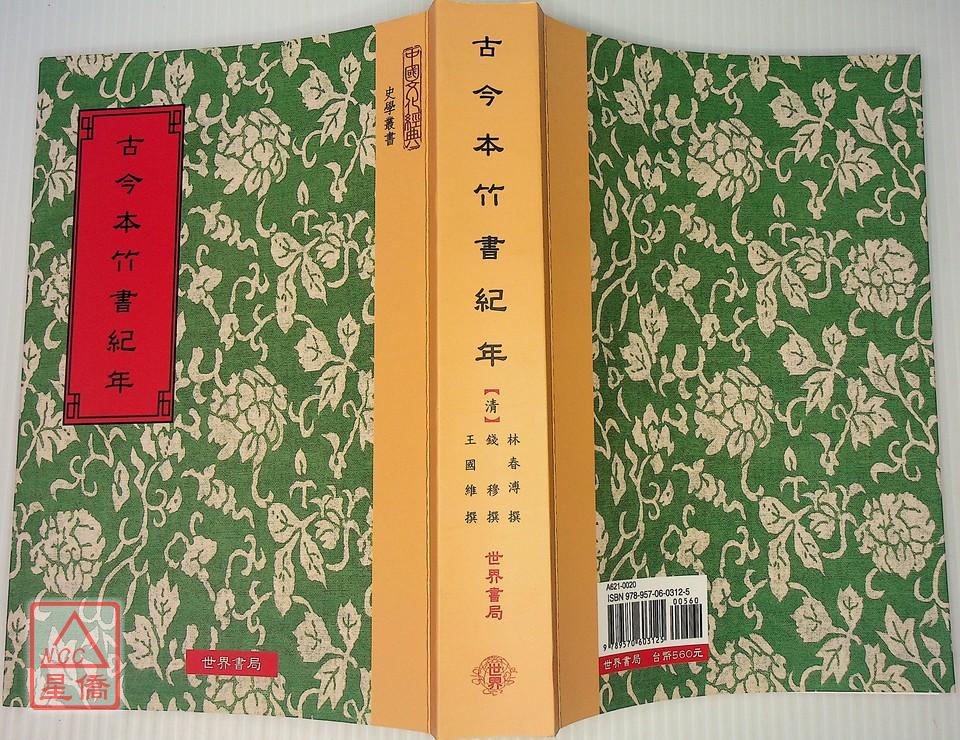 古今本竹書紀年
世界書局
NCC
星僑
中國文化經典
史學叢書
古今本竹書紀年
【清】
林春溥 撰
錢穆 撰
王國維 撰
世界書局
世界
A621-0020
ISBN 978-957-06-0312-5
00560
9 789570 603125
世界書局 台幣560元